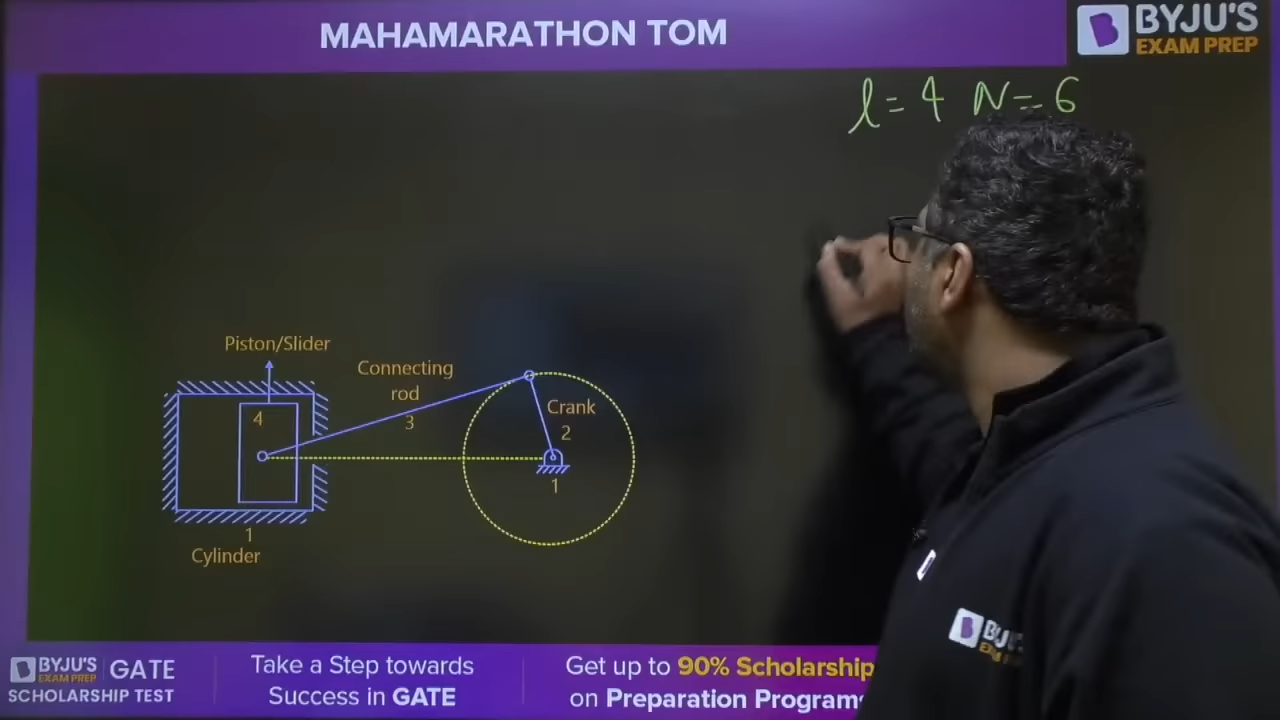 MAHAMARATHON TOM
BYJU'S
EXAM PREP
l = 4 N = 6
Piston/Slider
Connecting
rod
3
4
Crank
2
1
1
Cylinder
BYJU'S
EXAM PREP
GATE
SCHOLARSHIP TEST
Take a Step towards
Success in GATE
Get up to 90% Scholarship
on Preparation Program